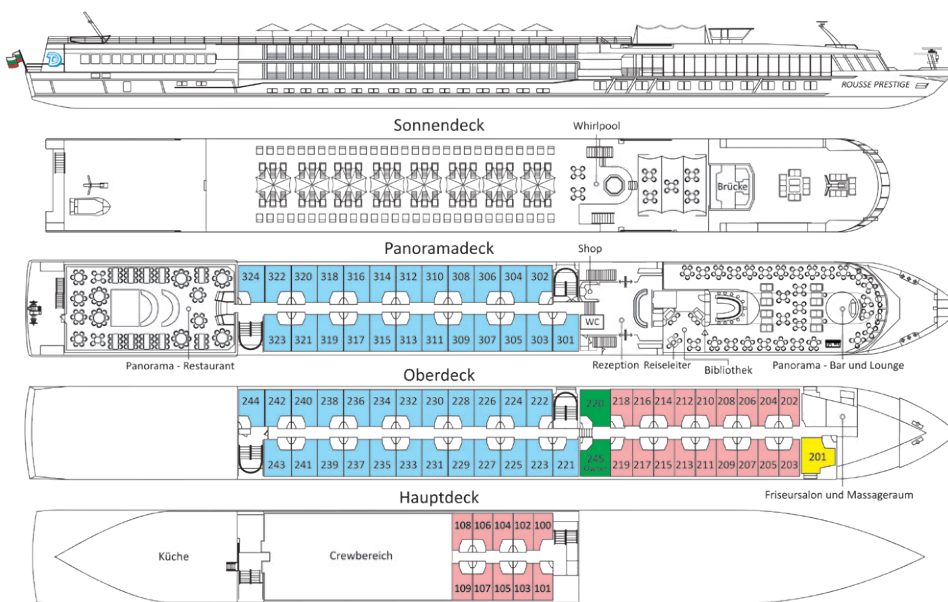 ROUSSE PRESTIGE
Sonnendeck
Whirlpool
Brücke
Panoramadeck
Shop
324 322 320 318 316 314 312 310 308 306 304 302
WC
323 321 319 317 315 313 311 309 307 305 303 301
Panorama - Restaurant
Rezeption
Reiseleiter
Bibliothek
Panorama - Bar und Lounge
Oberdeck
244 242 240 238 236 234 232 230 228 226 224 222 220 218 216 214 212 210 208 206 204 202
243 241 239 237 235 233 231 229 227 225 223 221 245 219 217 215 213 211 209 207 205 203 201
Friseursalon und Massageraum
Hauptdeck
108 106 104 102 100
Küche
Crewbereich
109 107 105 103 101